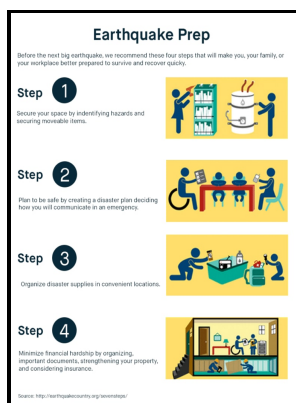 Earthquake Prep
Before the next big earthquake, we recommend these four steps that will make you, your family, or
your workplace better prepared to survive and recover quicky.
Step 1
Secure your space by indentifying hazards and
securing moveable items.
Step 2
Plan to be safe by creating a disaster plan deciding
how you will communicate in an emergency.
Step 3
Organize disaster supplies in convenient locations.
Step 4
Minimize financial hardship by organizing,
important documents, strengthening your property,
and considering insurance.
Source: http://earthquakecountry.org/sevensteps/